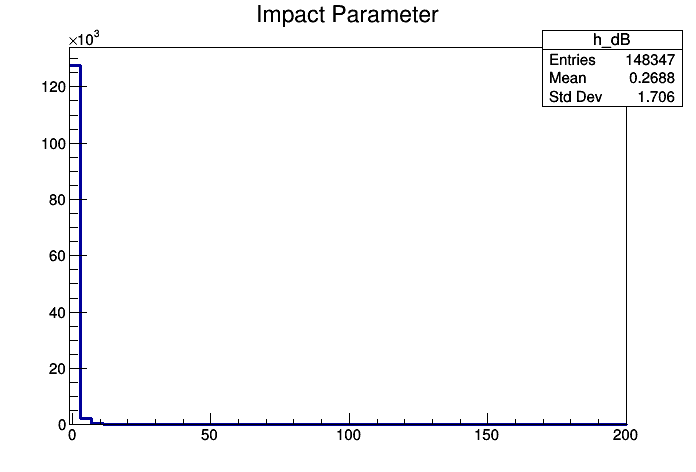 Impact Parameter
×10³
h_dB
Entries 148347
Mean 0.2688
Std Dev 1.706
120
100
80
60
40
20
0
0 50 100 150 200